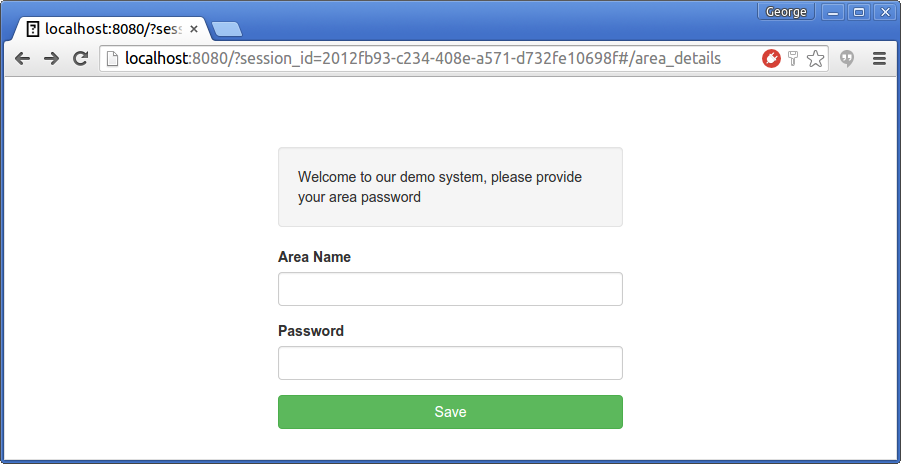 George
localhost:8080/?sess
localhost:8080/?session_id=2012fb93-c234-408e-a571-d732fe10698f#/area_details
Welcome to our demo system, please provide
your area password
Area Name
Password
Save